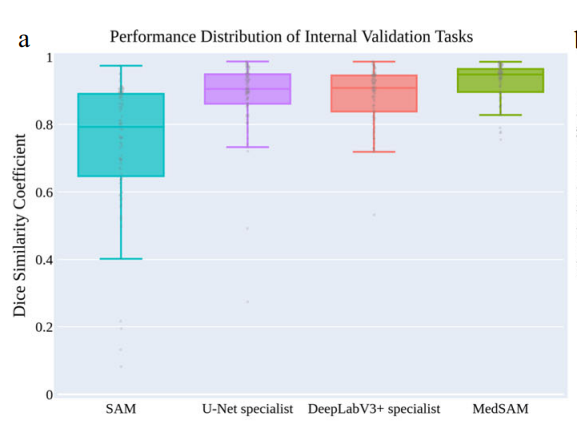 a
Performance Distribution of Internal Validation Tasks
b
Dice Similarity Coefficient
1
0.8
0.6
0.4
0.2
0
SAM
U-Net specialist
DeepLabV3+ specialist
MedSAM